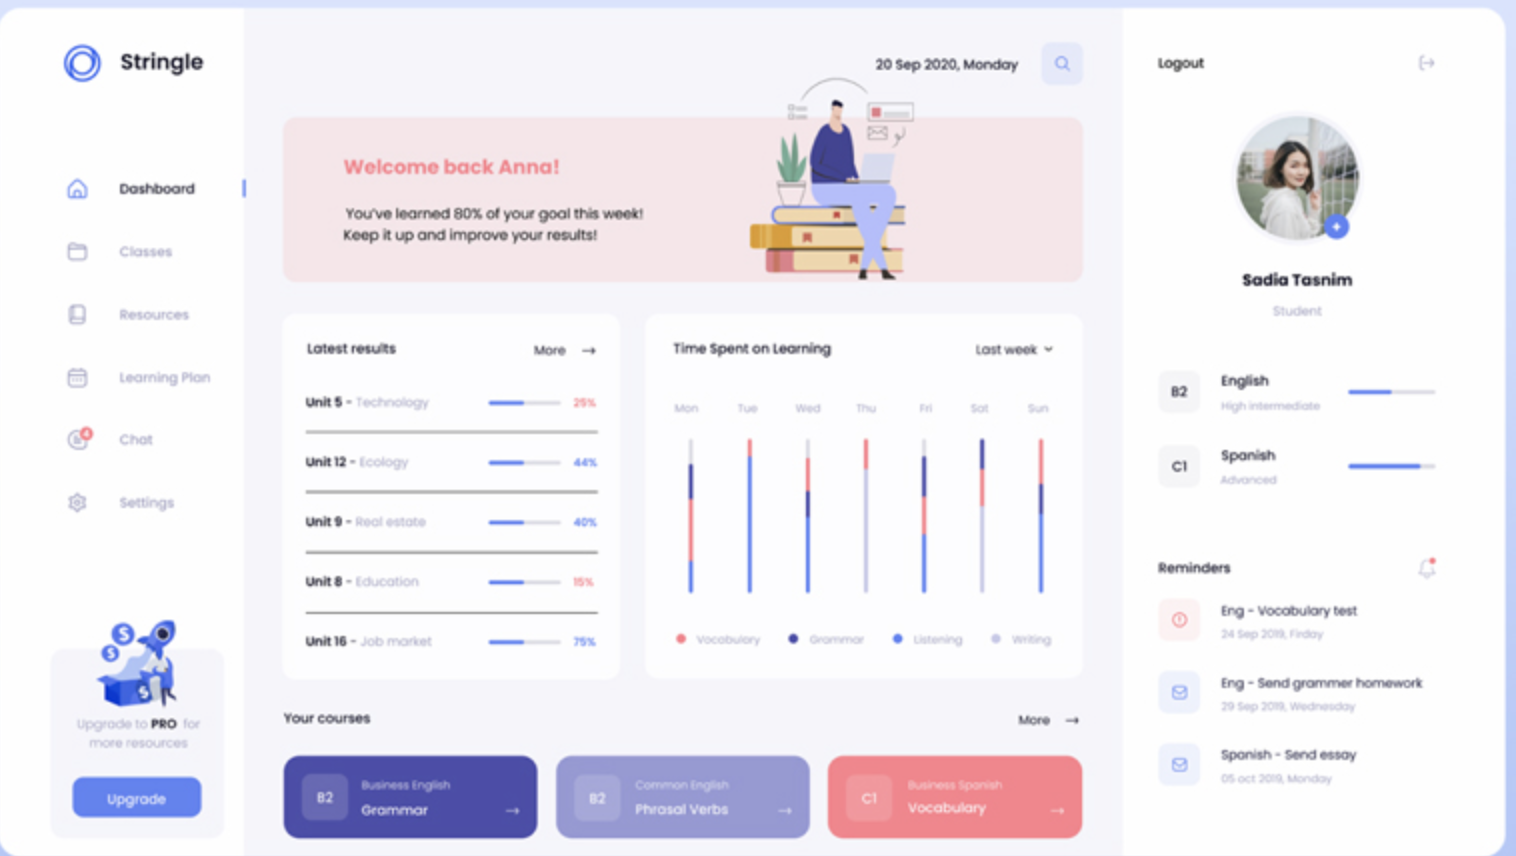 Stringle
Dashboard
Classes
Resources
Learning Plan
Chat
4
Settings
Upgrade to PRO for
more resources
Upgrade
20 Sep 2020, Monday
Welcome back Anna!
You've learned 80% of your goal this week!
Keep it up and improve your results!
Latest results
More →
Unit 5 - Technology 25%
Unit 12 - Ecology 44%
Unit 9 - Real estate 40%
Unit 8 - Education 15%
Unit 16 - Job market 75%
Time Spent on Learning
Last week
Mon Tue Wed Thu Fri Sat Sun
Vocabulary Grammar Listening Writing
Your courses
More →
B2
Business English
Grammar →
B2
Common English
Phrasal Verbs →
C1
Business Spanish
Vocabulary →
Logout
Sadia Tasnim
Student
B2
English
High intermediate
C1
Spanish
Advanced
Reminders
Eng - Vocabulary test
24 Sep 2019, Firday
Eng - Send grammer homework
29 Sep 2019, Wednesday
Spanish - Send essay
05 oct 2019, Monday